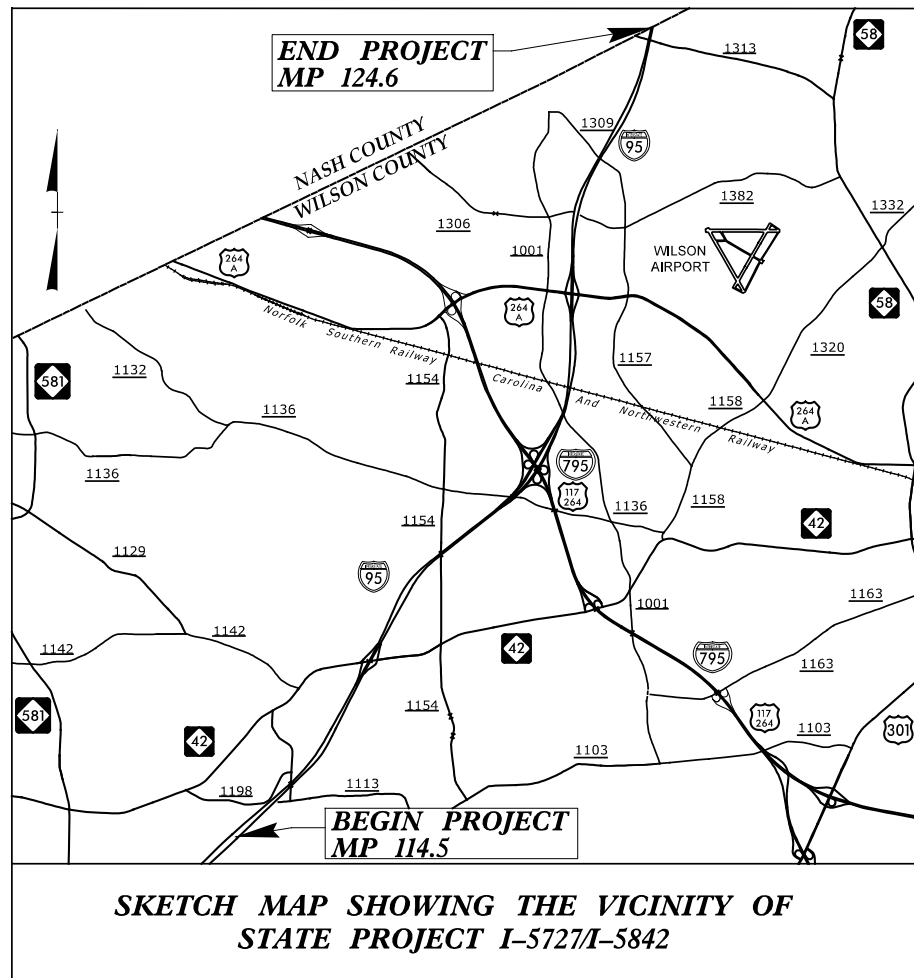 END PROJECT
MP 124.6
58
1313
1309
INTERSTATE
95
NASH COUNTY
WILSON COUNTY
1382
1332
1306
1001
WILSON
AIRPORT
264
A
264
A
58
Norfolk Southern Railway
1320
581
1132
1154
1157
Carolina And Northwestern Railway
1158
264
A
1136
1136
795
117
264
1136
1158
42
1154
1129
95
1163
1001
1142
1142
42
795
1163
581
1154
117
264
1103
301
42
1103
1198
1113
BEGIN PROJECT
MP 114.5
SKETCH MAP SHOWING THE VICINITY OF
STATE PROJECT I–5727/I–5842